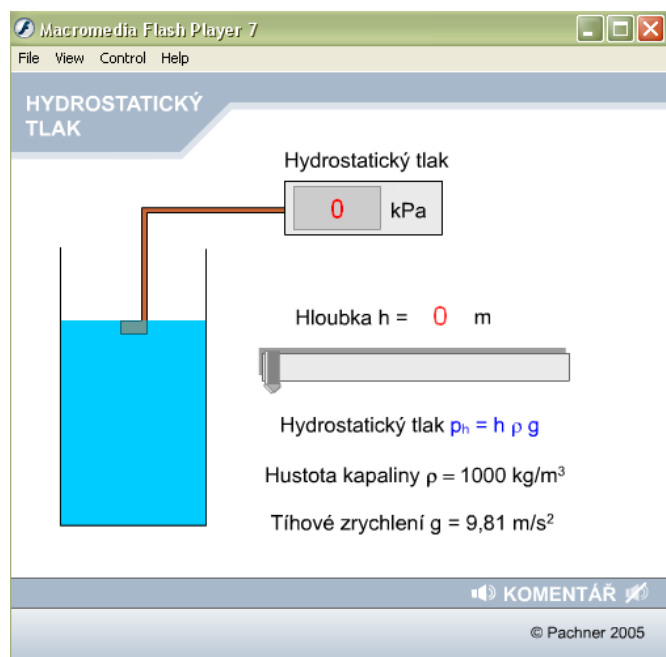 Macromedia Flash Player 7
File View Control Help
HYDROSTATICKÝ
TLAK
Hydrostatický tlak
0 kPa
Hloubka h = 0 m
Hydrostatický tlak pₕ = h ρ g
Hustota kapaliny ρ = 1000 kg/m³
Tíhové zrychlení g = 9,81 m/s²
KOMENTÁŘ
© Pachner 2005